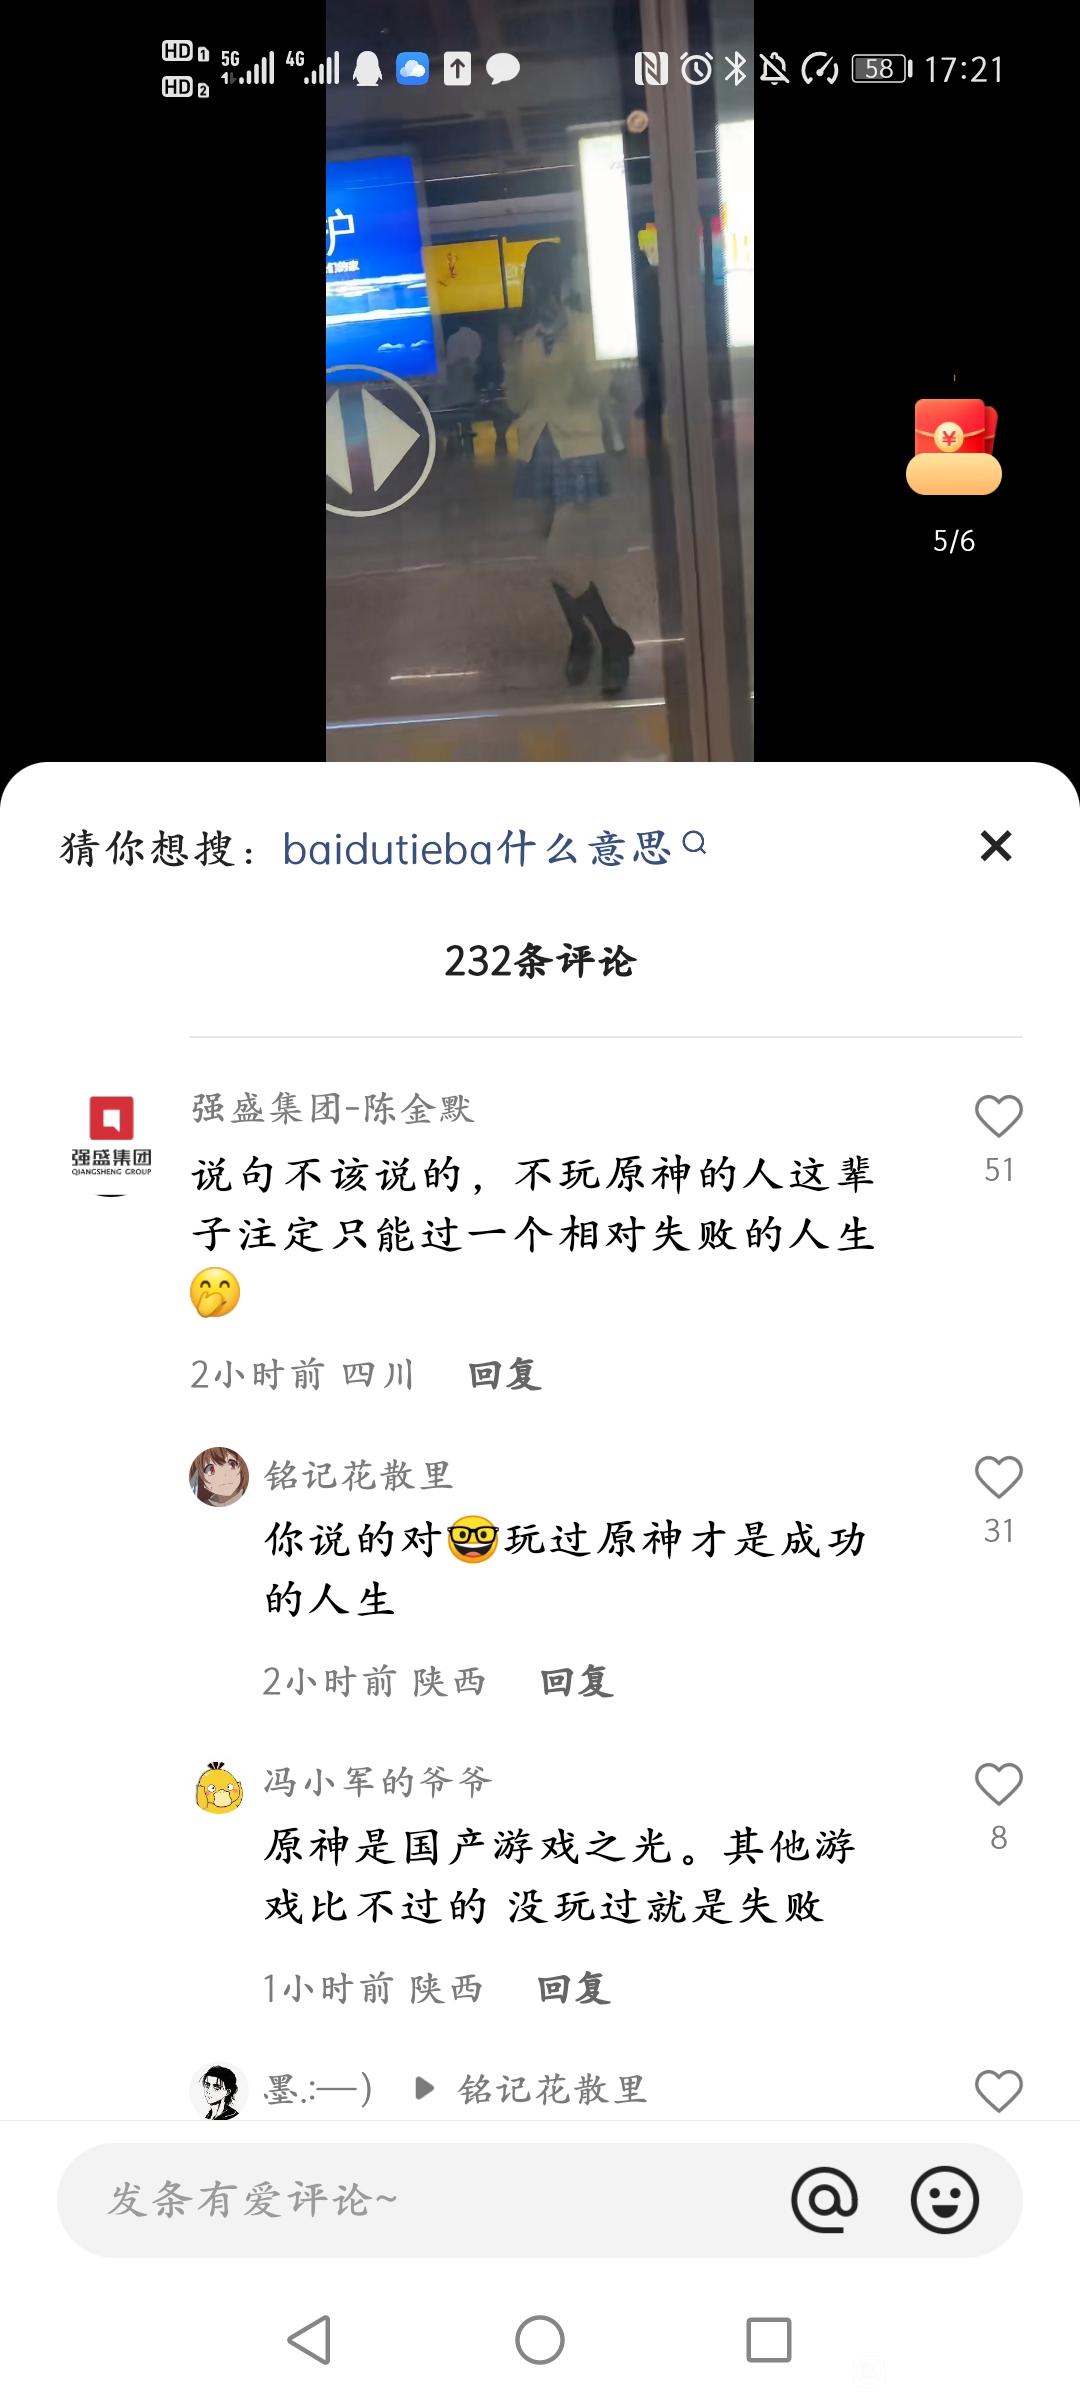 HD 1 5G 4G 58 17:21
HD 2
护
们的家
¥
5/6
猜你想搜：baidutieba什么意思
232条评论
强盛集团-陈金默
强盛集团
QIANGSHENG GROUP
说句不该说的，不玩原神的人这辈
子注定只能过一个相对失败的人生
🤭
51
2小时前 四川 回复
铭记花散里
你说的对🤓玩过原神才是成功
的人生
31
2小时前 陕西 回复
冯小军的爷爷
原神是国产游戏之光。其他游
戏比不过的 没玩过就是失败
8
1小时前 陕西 回复
墨.:—) ▶ 铭记花散里
发条有爱评论~